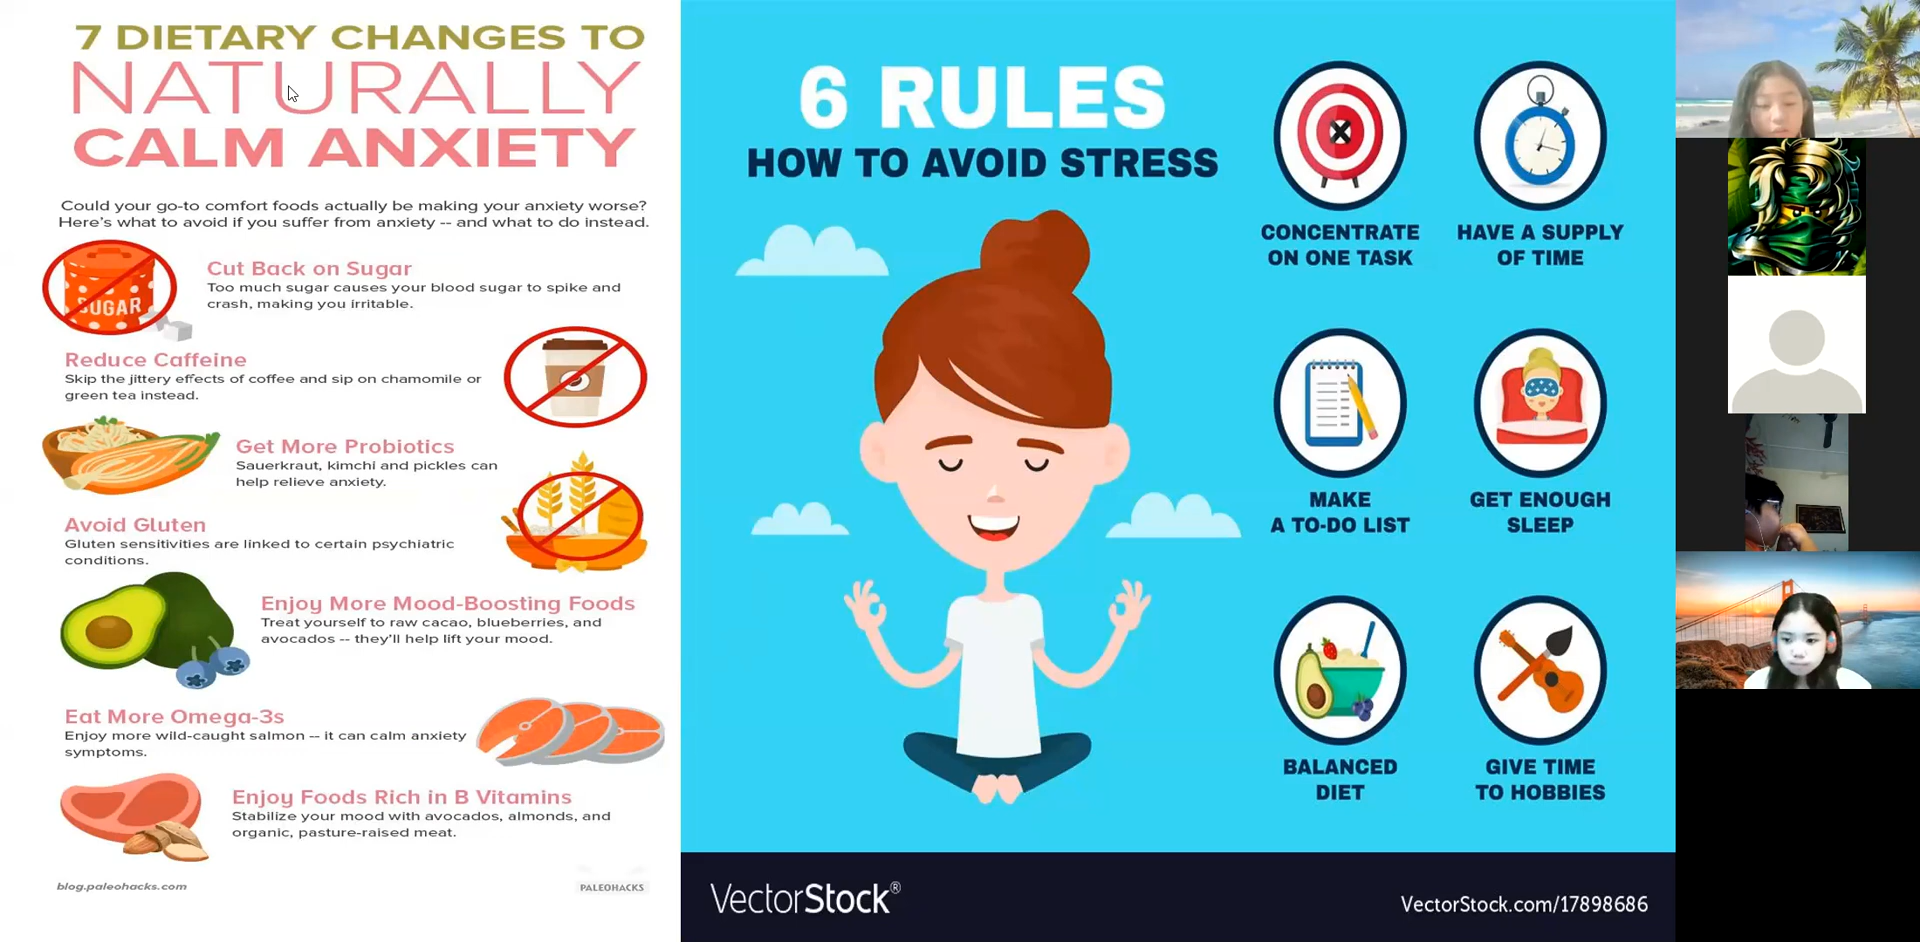 7 DIETARY CHANGES TO
NATURALLY
CALM ANXIETY
Could your go-to comfort foods actually be making your anxiety worse?
Here's what to avoid if you suffer from anxiety -- and what to do instead.
SUGAR
Cut Back on Sugar
Too much sugar causes your blood sugar to spike and
crash, making you irritable.
Reduce Caffeine
Skip the jittery effects of coffee and sip on chamomile or
green tea instead.
Get More Probiotics
Sauerkraut, kimchi and pickles can
help relieve anxiety.
Avoid Gluten
Gluten sensitivities are linked to certain psychiatric
conditions.
Enjoy More Mood-Boosting Foods
Treat yourself to raw cacao, blueberries, and
avocados -- they'll help lift your mood.
Eat More Omega-3s
Enjoy more wild-caught salmon -- it can calm anxiety
symptoms.
Enjoy Foods Rich in B Vitamins
Stabilize your mood with avocados, almonds, and
organic, pasture-raised meat.
blog.paleohacks.com
PALEOHACKS
6 RULES
HOW TO AVOID STRESS
CONCENTRATE
ON ONE TASK
HAVE A SUPPLY
OF TIME
MAKE
A TO-DO LIST
GET ENOUGH
SLEEP
BALANCED
DIET
GIVE TIME
TO HOBBIES
VectorStock®
VectorStock.com/17898686